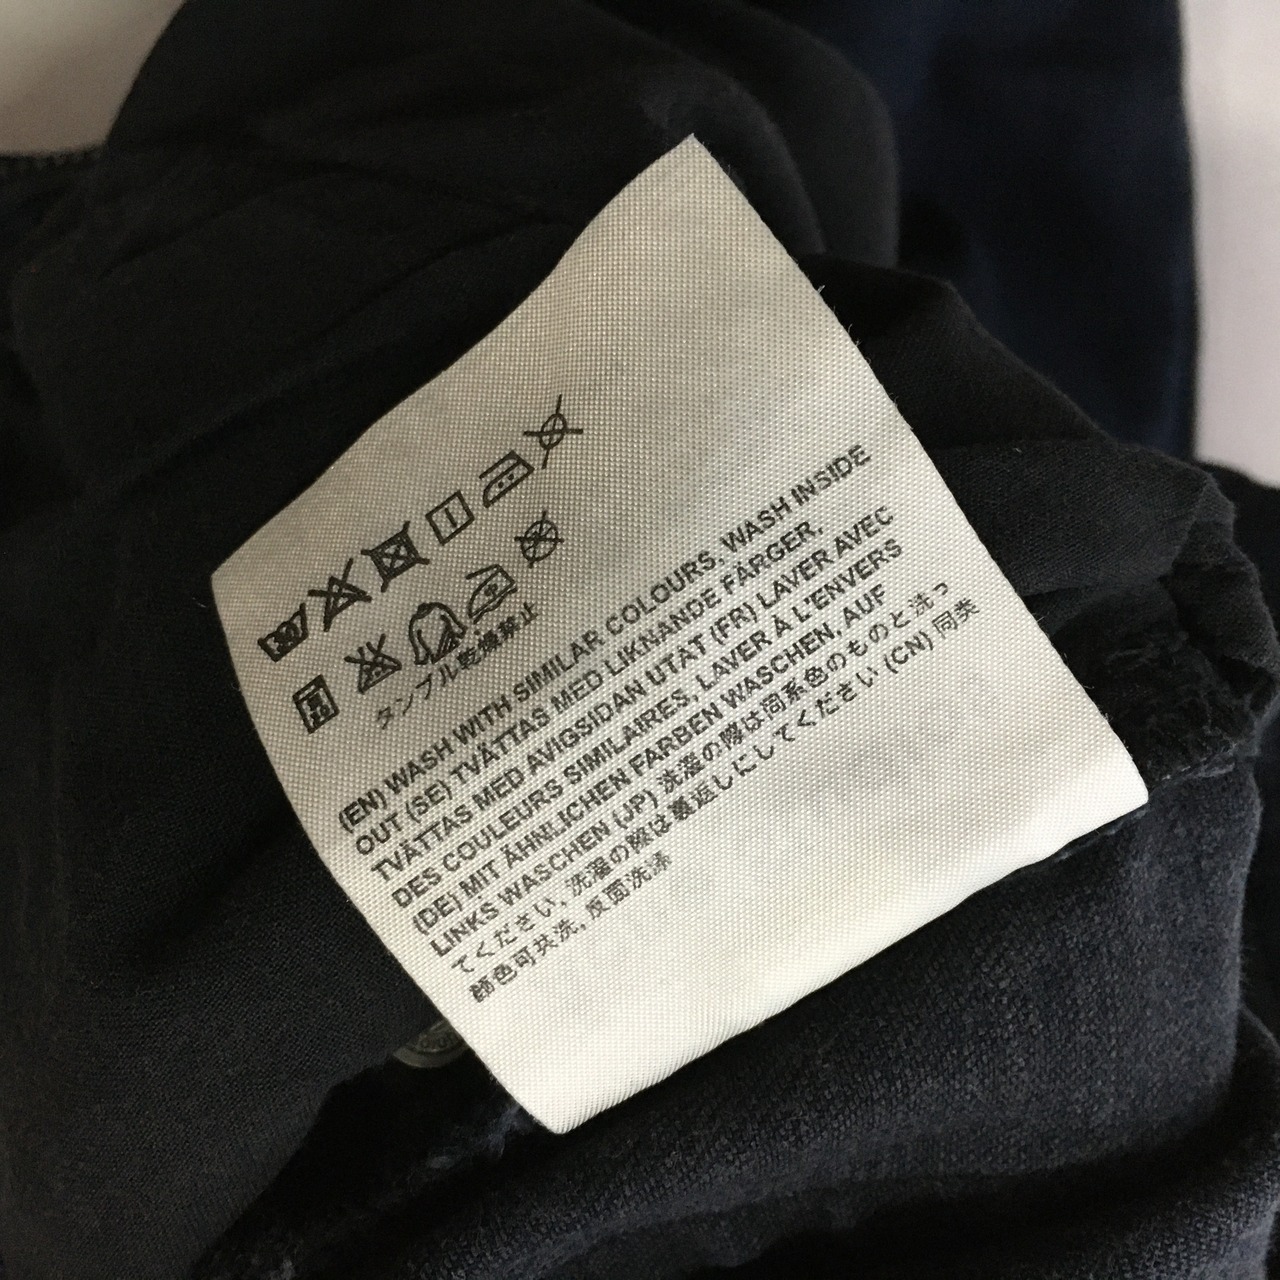 30
タンブル乾燥禁止
(EN) WASH WITH SIMILAR COLOURS, WASH INSIDE
OUT (SE) TVÄTTAS MED LIKNANDE FÄRGER,
TVÄTTAS MED AVIGSIDAN UTÅT (FR) LAVER AVEC
DES COULEURS SIMILAIRES, LAVER À L'ENVERS
(DE) MIT ÄHNLICHEN FARBEN WASCHEN, AUF
LINKS WASCHEN (JP) 洗濯の際は同系色のものと洗っ
てください, 洗濯の際は裏返しにしてください (CN) 同类
颜色可共洗, 反面洗涤